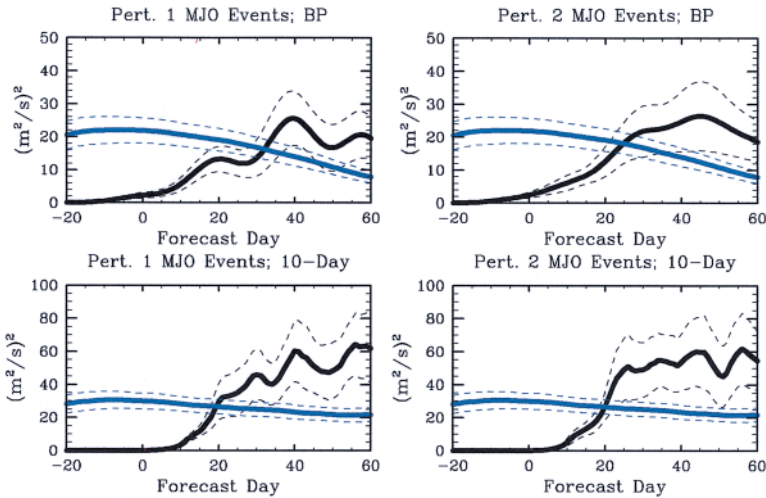 Pert. 1 MJO Events; BP
Pert. 2 MJO Events; BP
50
40
30
20
10
0
(m²/s)²
-20 0 20 40 60
Forecast Day
50
40
30
20
10
0
(m²/s)²
-20 0 20 40 60
Forecast Day
Pert. 1 MJO Events; 10-Day
Pert. 2 MJO Events; 10-Day
100
80
60
40
20
0
(m²/s)²
-20 0 20 40 60
Forecast Day
100
80
60
40
20
0
(m²/s)²
-20 0 20 40 60
Forecast Day